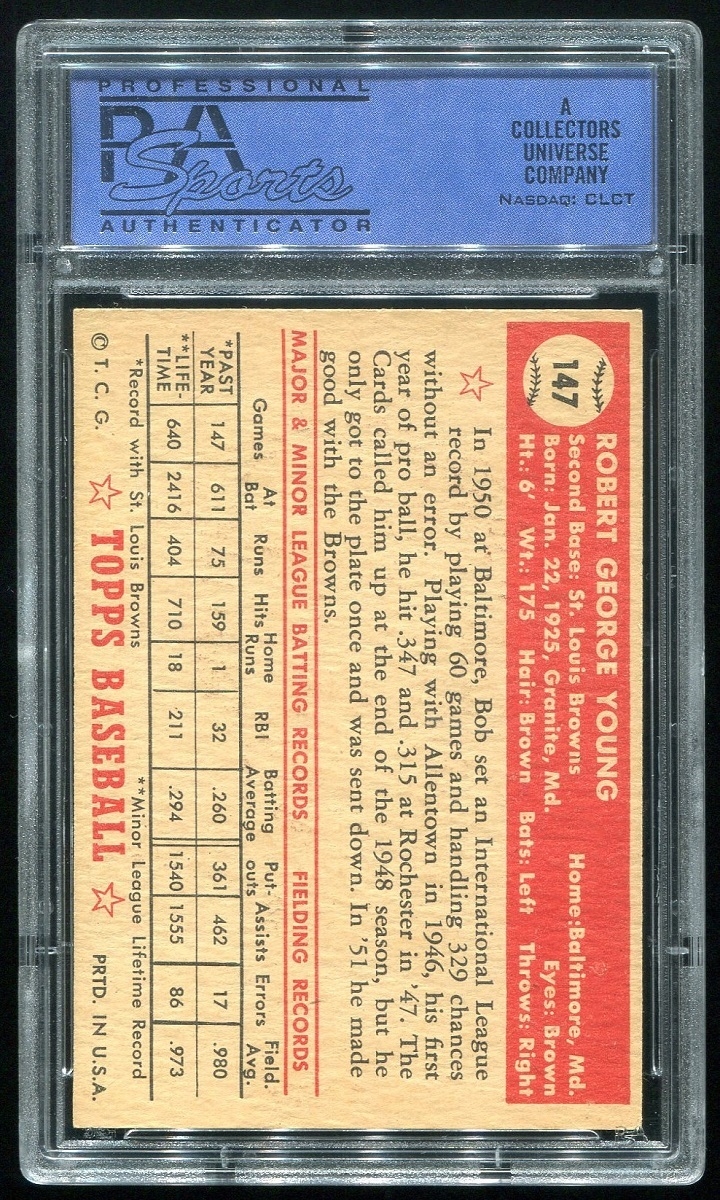 PROFESSIONAL
PSA
Sports
AUTHENTICATOR
A
COLLECTORS
UNIVERSE
COMPANY
NASDAQ: CLCT
147
ROBERT GEORGE YOUNG
Second Base: St. Louis Browns Home:Baltimore, Md.
Born: Jan. 22, 1925, Granite, Md. Eyes: Brown
Ht.: 6' Wt.: 175 Hair: Brown Bats: Left Throws: Right
In 1950 at Baltimore, Bob set an International League
record by playing 60 games and handling 329 chances
without an error. Playing with Allentown in 1946, his first
year of pro ball, he hit .347 and .315 at Rochester in '47. The
Cards called him up at the end of the 1948 season, but he
only got to the plate once and was sent down. In '51 he made
good with the Browns.
MAJOR & MINOR LEAGUE BATTING RECORDS FIELDING RECORDS
Games At Bat Runs Hits Home Runs RBI Batting Average Put-outs Assists Errors Field. Avg.
*PAST YEAR 147 611 75 159 1 32 .260 361 462 17 .980
**LIFE-TIME 640 2416 404 710 18 211 .294 1540 1555 86 .973
*Record with St. Louis Browns **Minor League Lifetime Record
© T. C. G. TOPPS BASEBALL PRTD. IN U.S.A.